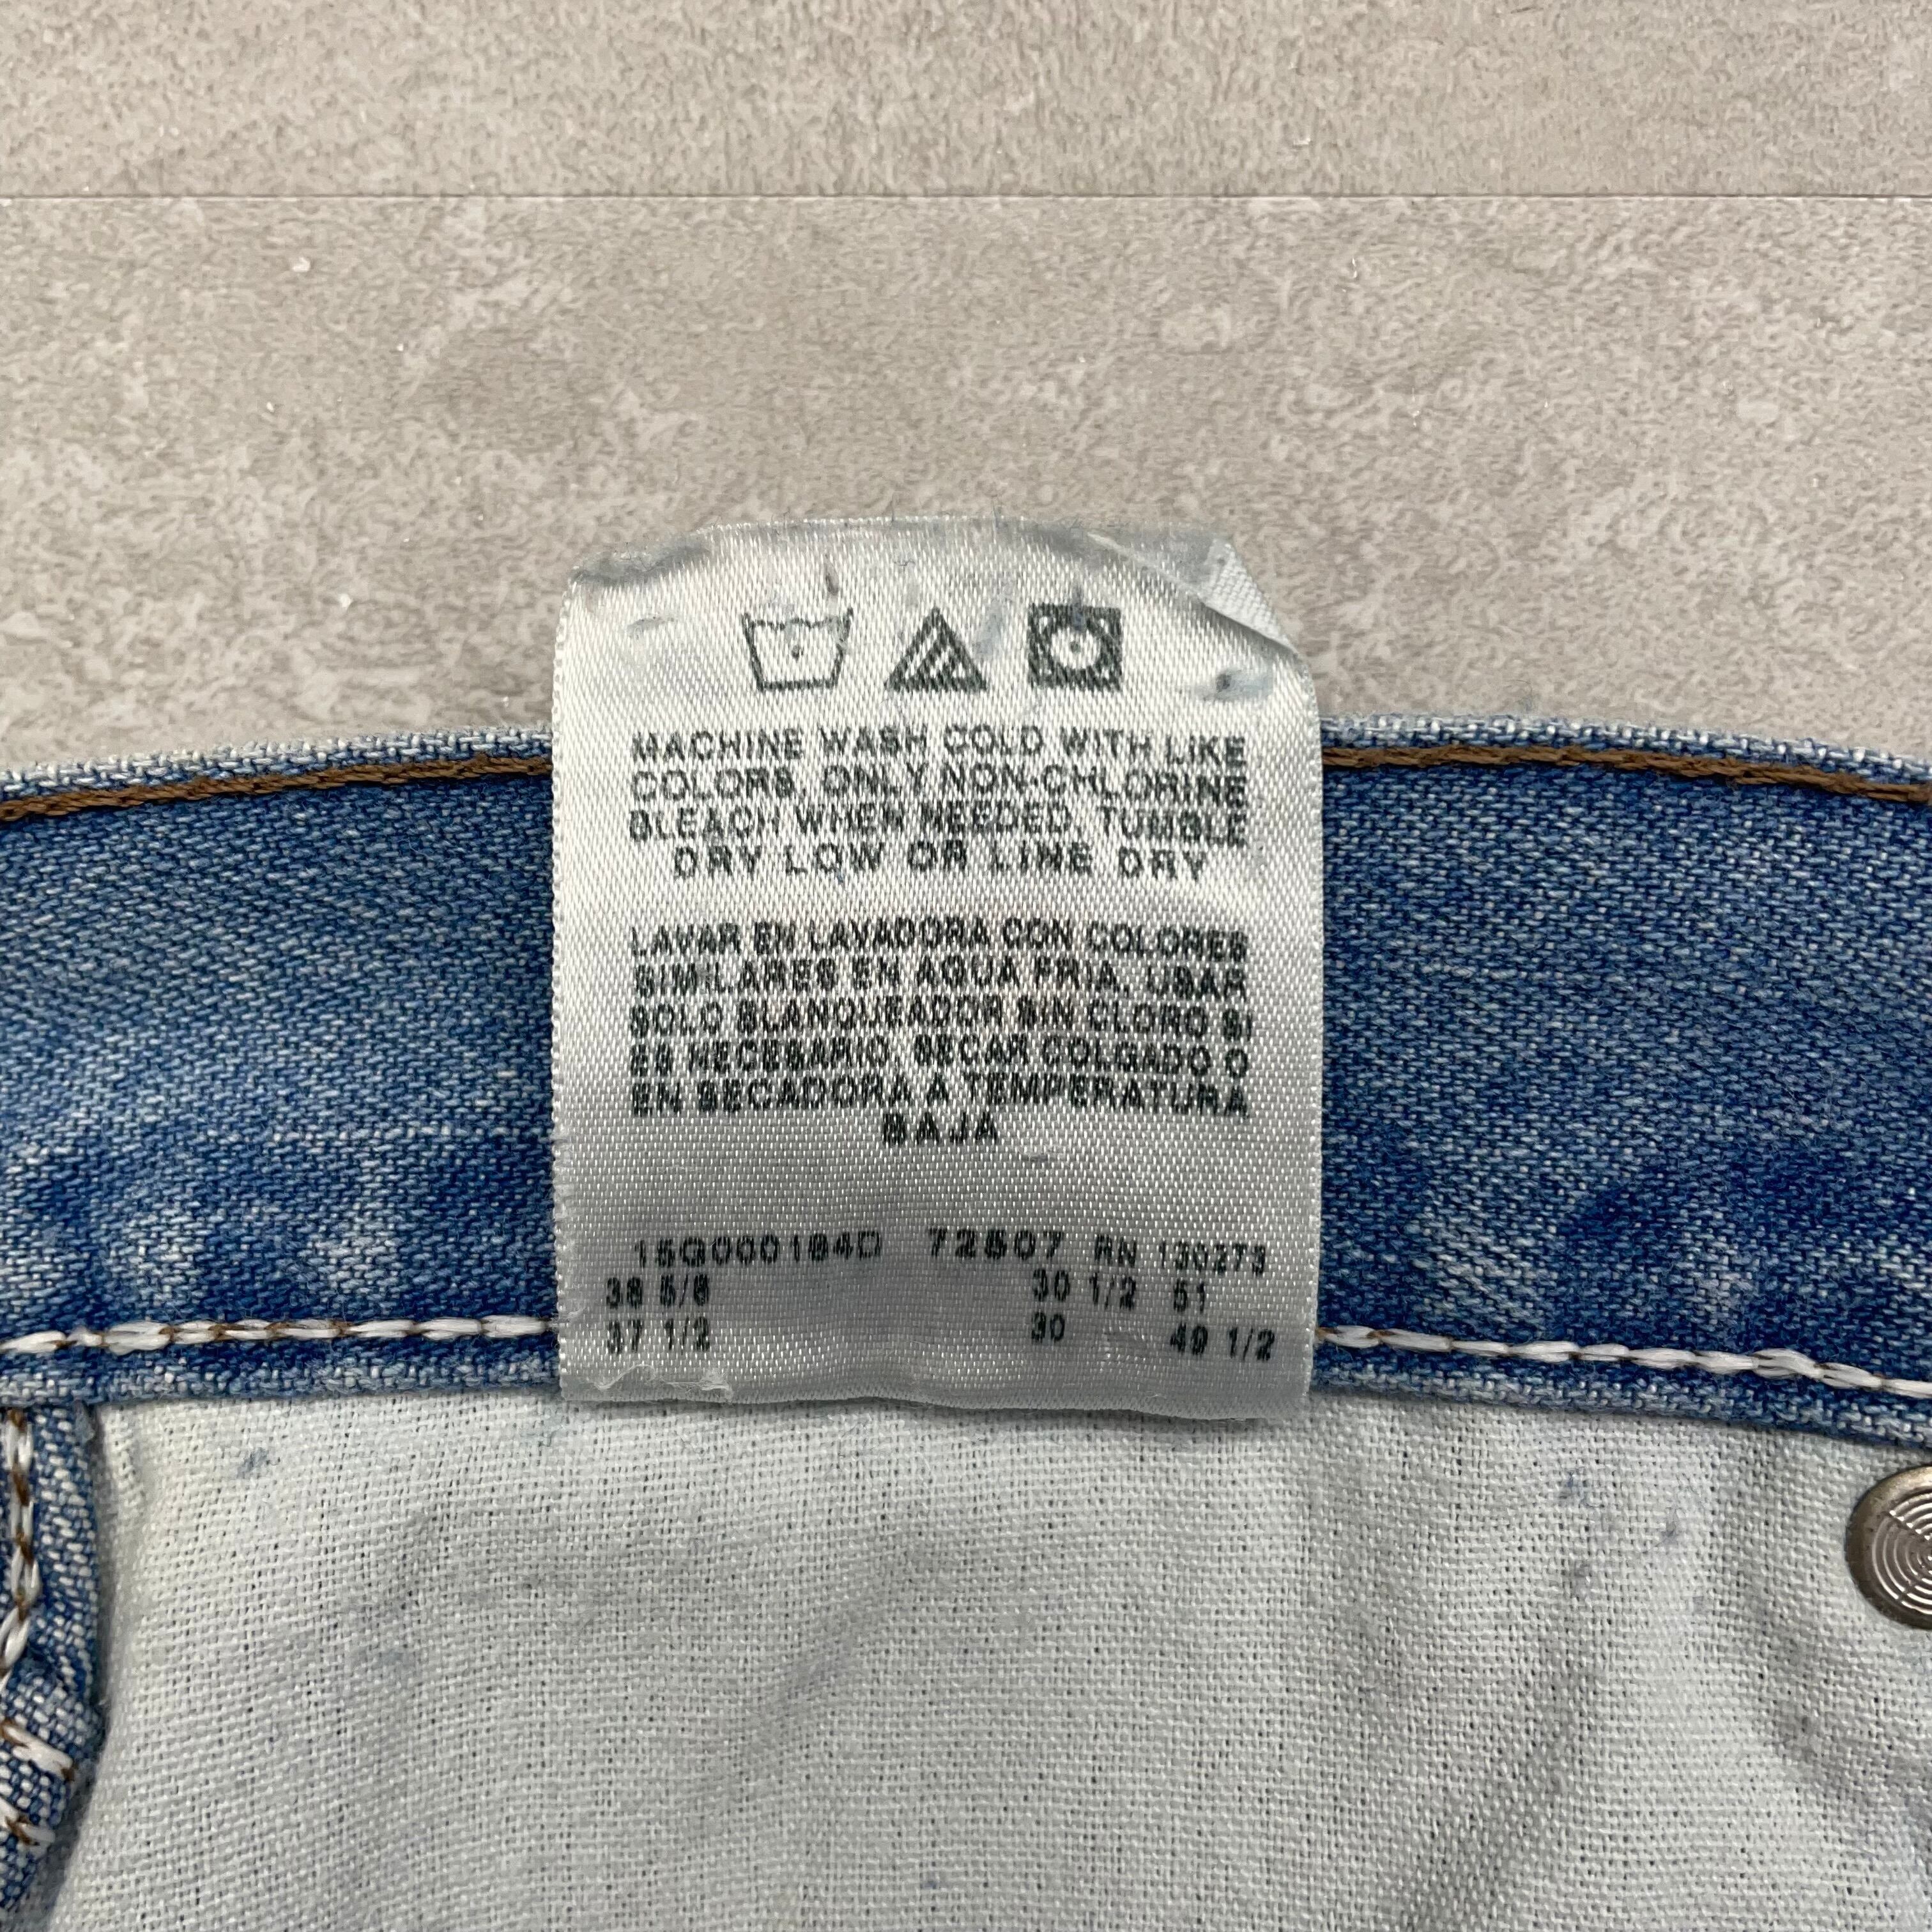 MACHINE WASH COLD WITH LIKE
COLORS, ONLY NON-CHLORINE
BLEACH WHEN NEEDED, TUMBLE
DRY LOW OR LINE DRY
LAVAR EN LAVADORA CON COLORES
SIMILARES EN AGUA FRIA, USAR
SOLO BLANQUEADOR SIN CLORO SI
ES NECESARIO, SECAR COLGADO O
EN SECADORA A TEMPERATURA
BAJA
15G000184D 72807 RN 130273
38 5/8 30 1/2 51
37 1/2 30 49 1/2